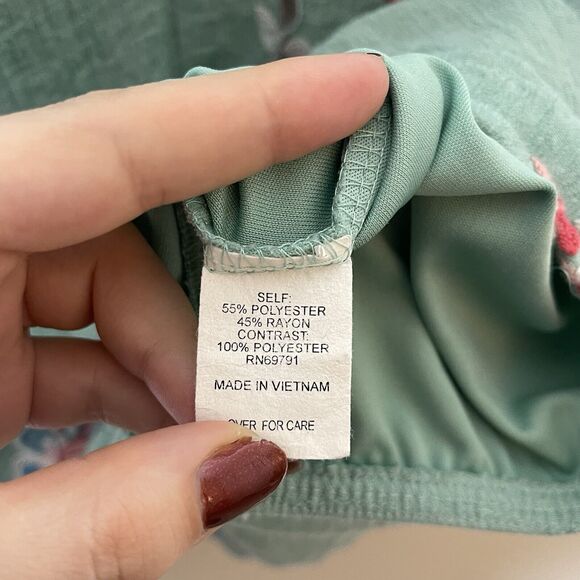 SELF:
55% POLYESTER
45% RAYON
CONTRAST:
100% POLYESTER
RN69791
MADE IN VIETNAM
OVER FOR CARE